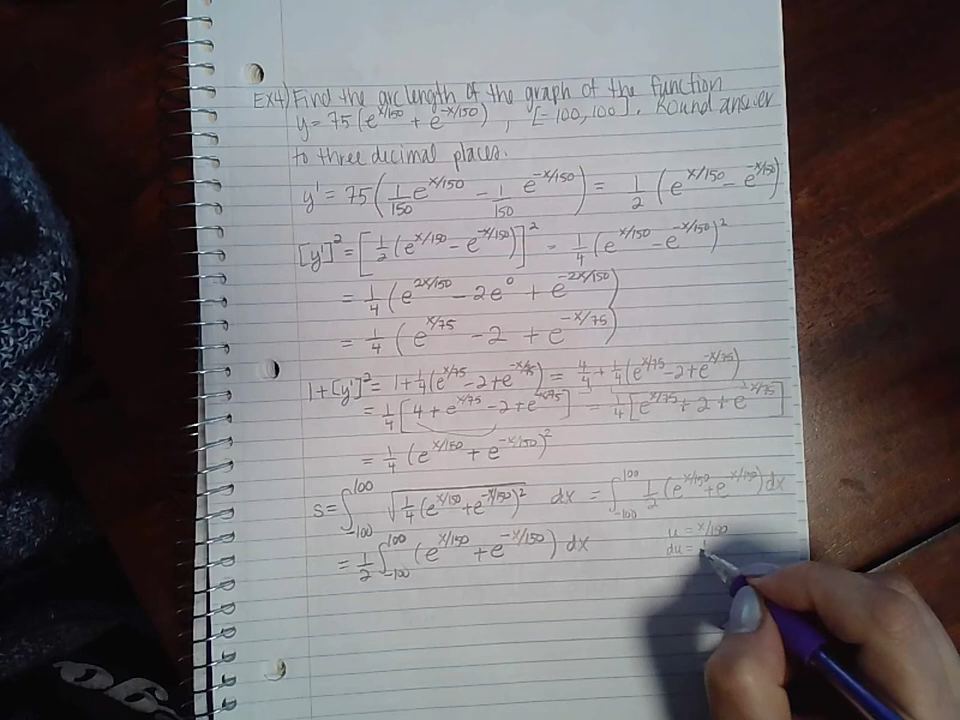 Ex4) Find the arc length of the graph of the function
y = 75(e^{x/150} + e^{-x/150}) , [-100, 100]. Round answer
to three decimal places.
y' = 75(1/150 e^{x/150} - 1/150 e^{-x/150}) = 1/2 (e^{x/150} - e^{-x/150})
[y']^2 = [1/2 (e^{x/150} - e^{-x/150})]^2 = 1/4 (e^{x/150} - e^{-x/150})^2
= 1/4 (e^{2x/150} - 2e^0 + e^{-2x/150})
= 1/4 (e^{x/75} - 2 + e^{-x/75})
1 + [y']^2 = 1 + 1/4 (e^{x/75} - 2 + e^{-x/75}) = 4/4 + 1/4 (e^{x/75} - 2 + e^{-x/75})
= 1/4 [4 + e^{x/75} - 2 + e^{-x/75}] = 1/4 [e^{x/75} + 2 + e^{-x/75}]
= 1/4 (e^{x/150} + e^{-x/150})^2
s = ∫_{-100}^{100} √(1/4 (e^{x/150} + e^{-x/150})^2) dx = ∫_{-100}^{100} 1/2 (e^{x/150} + e^{-x/150}) dx
= 1/2 ∫_{-100}^{100} (e^{x/150} + e^{-x/150}) dx
u = x/150
du =